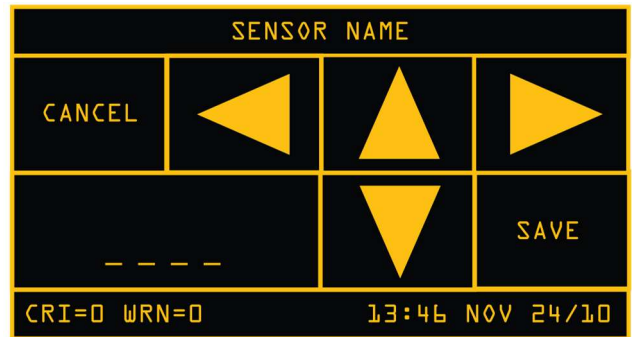 SENSOR NAME
CANCEL
_ _ _ _
SAVE
CRI=0 WRN=0 13:46 NOV 24/10